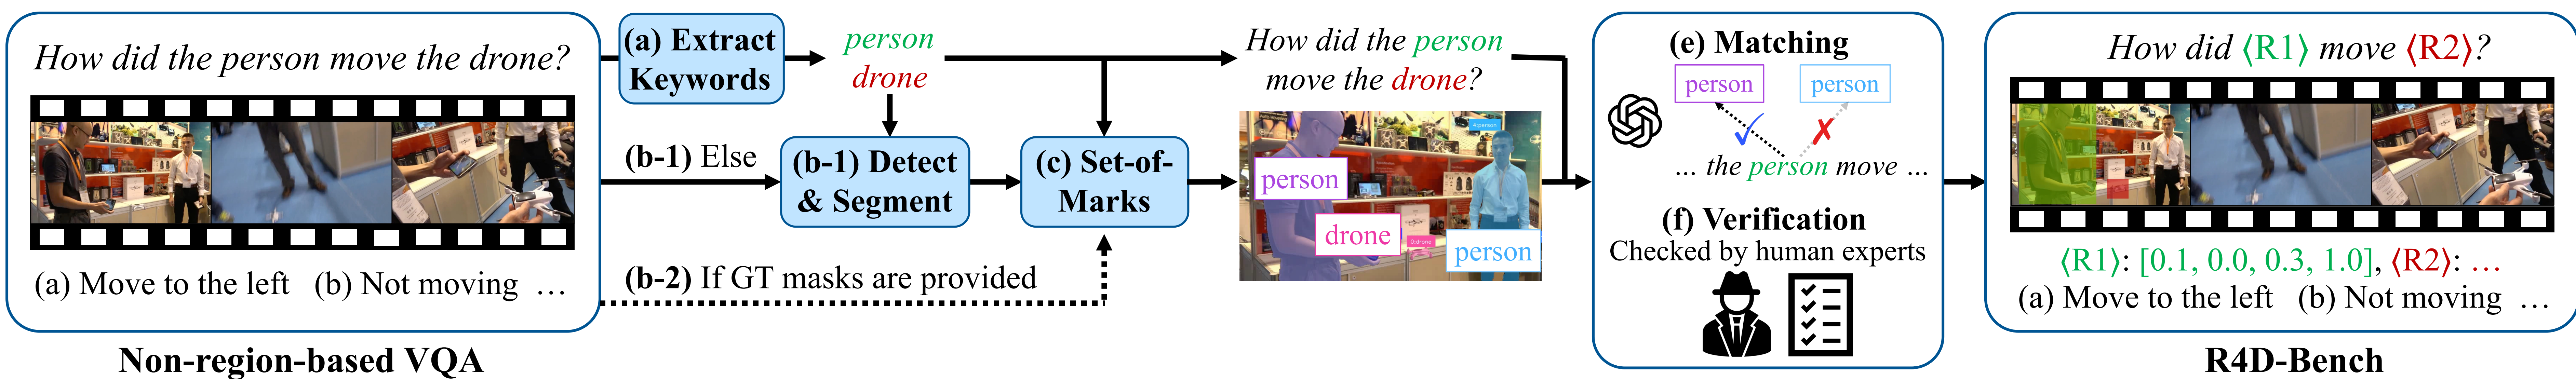 How did the person move the drone?
(a) Move to the left (b) Not moving …
Non-region-based VQA
(a) Extract
Keywords
person
drone
(b-1) Else
(b-1) Detect
& Segment
(b-2) If GT masks are provided
(c) Set-of-
Marks
How did the person
move the drone?
4:person
person
drone
0:drone
person
(e) Matching
person
person
... the person move ...
(f) Verification
Checked by human experts
How did ⟨R1⟩ move ⟨R2⟩?
⟨R1⟩: [0.1, 0.0, 0.3, 1.0], ⟨R2⟩: …
(a) Move to the left (b) Not moving …
R4D-Bench